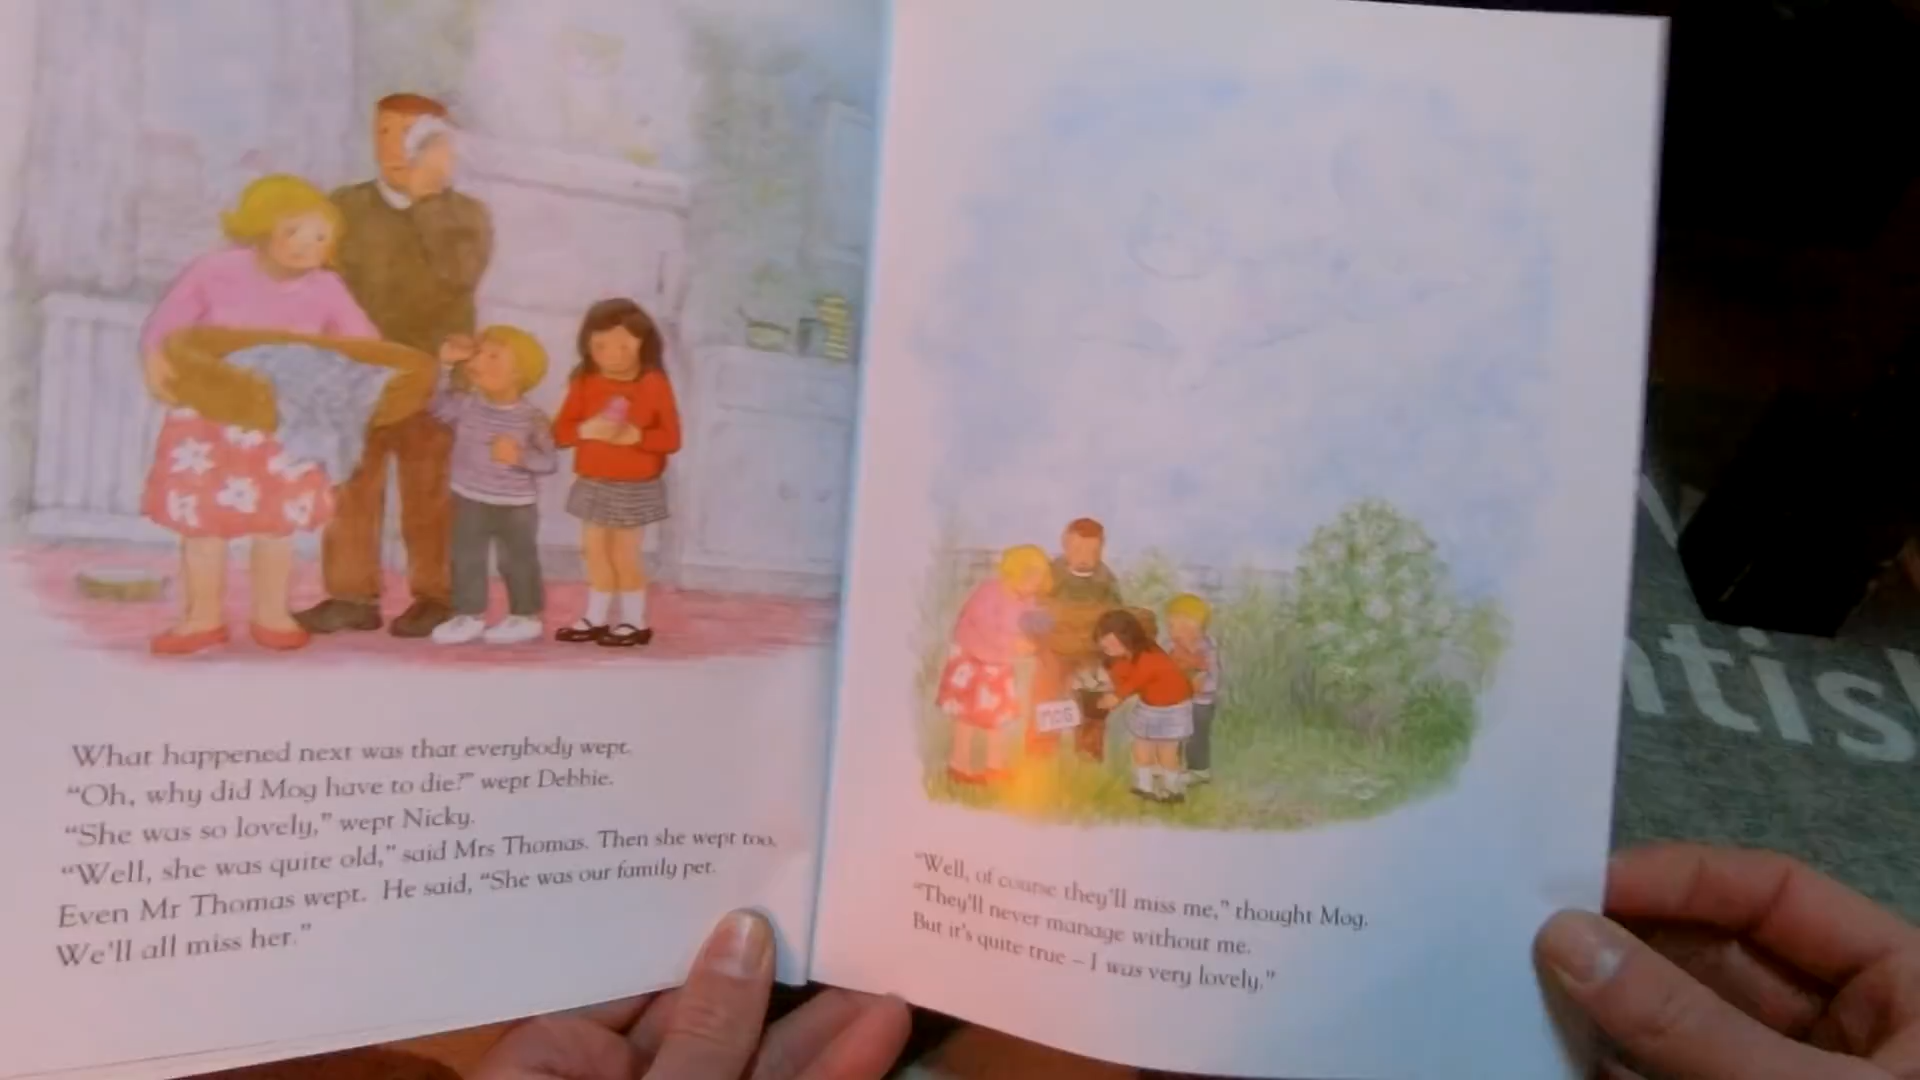 What happened next was that everybody wept.
“Oh, why did Mog have to die?” wept Debbie.
“She was so lovely,” wept Nicky.
“Well, she was quite old,” said Mrs Thomas. Then she wept too.
Even Mr Thomas wept. He said, “She was our family pet.
We'll all miss her.”
MOG
“Well, of course they'll miss me,” thought Mog.
“They'll never manage without me.
But it's quite true – I was very lovely.”